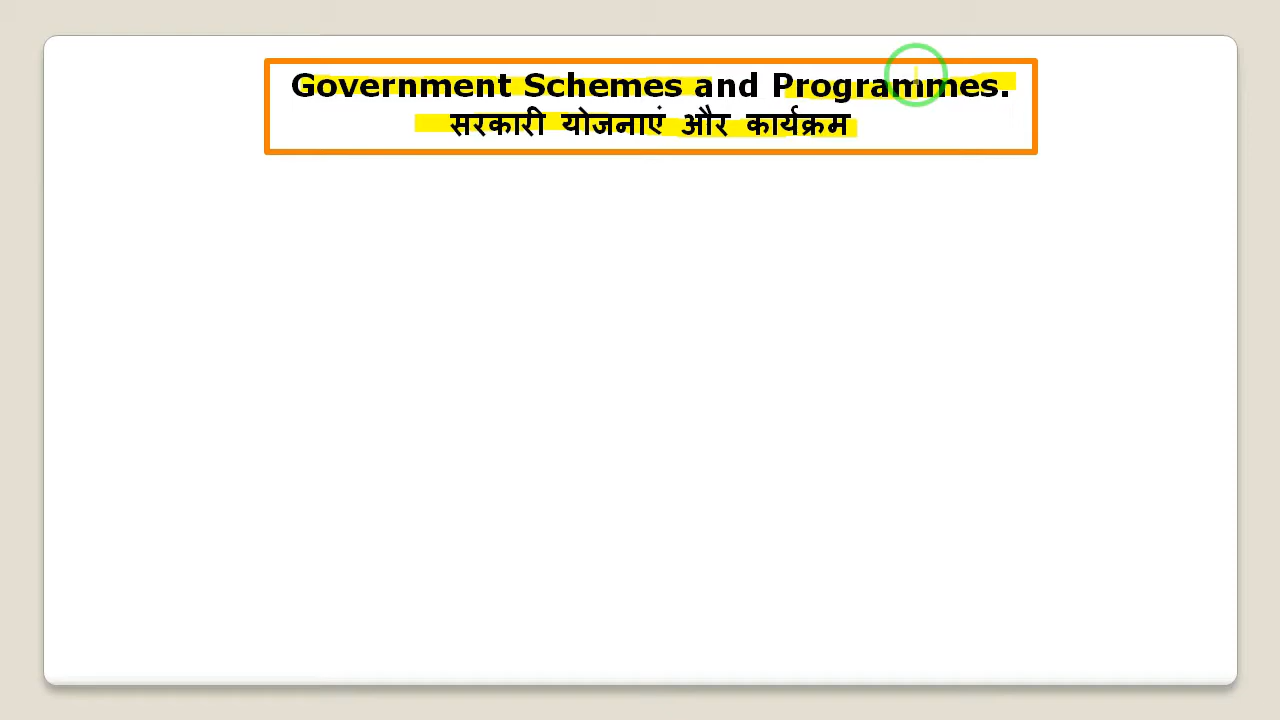 Government Schemes and Programmes.
सरकारी योजनाएं और कार्यक्रम